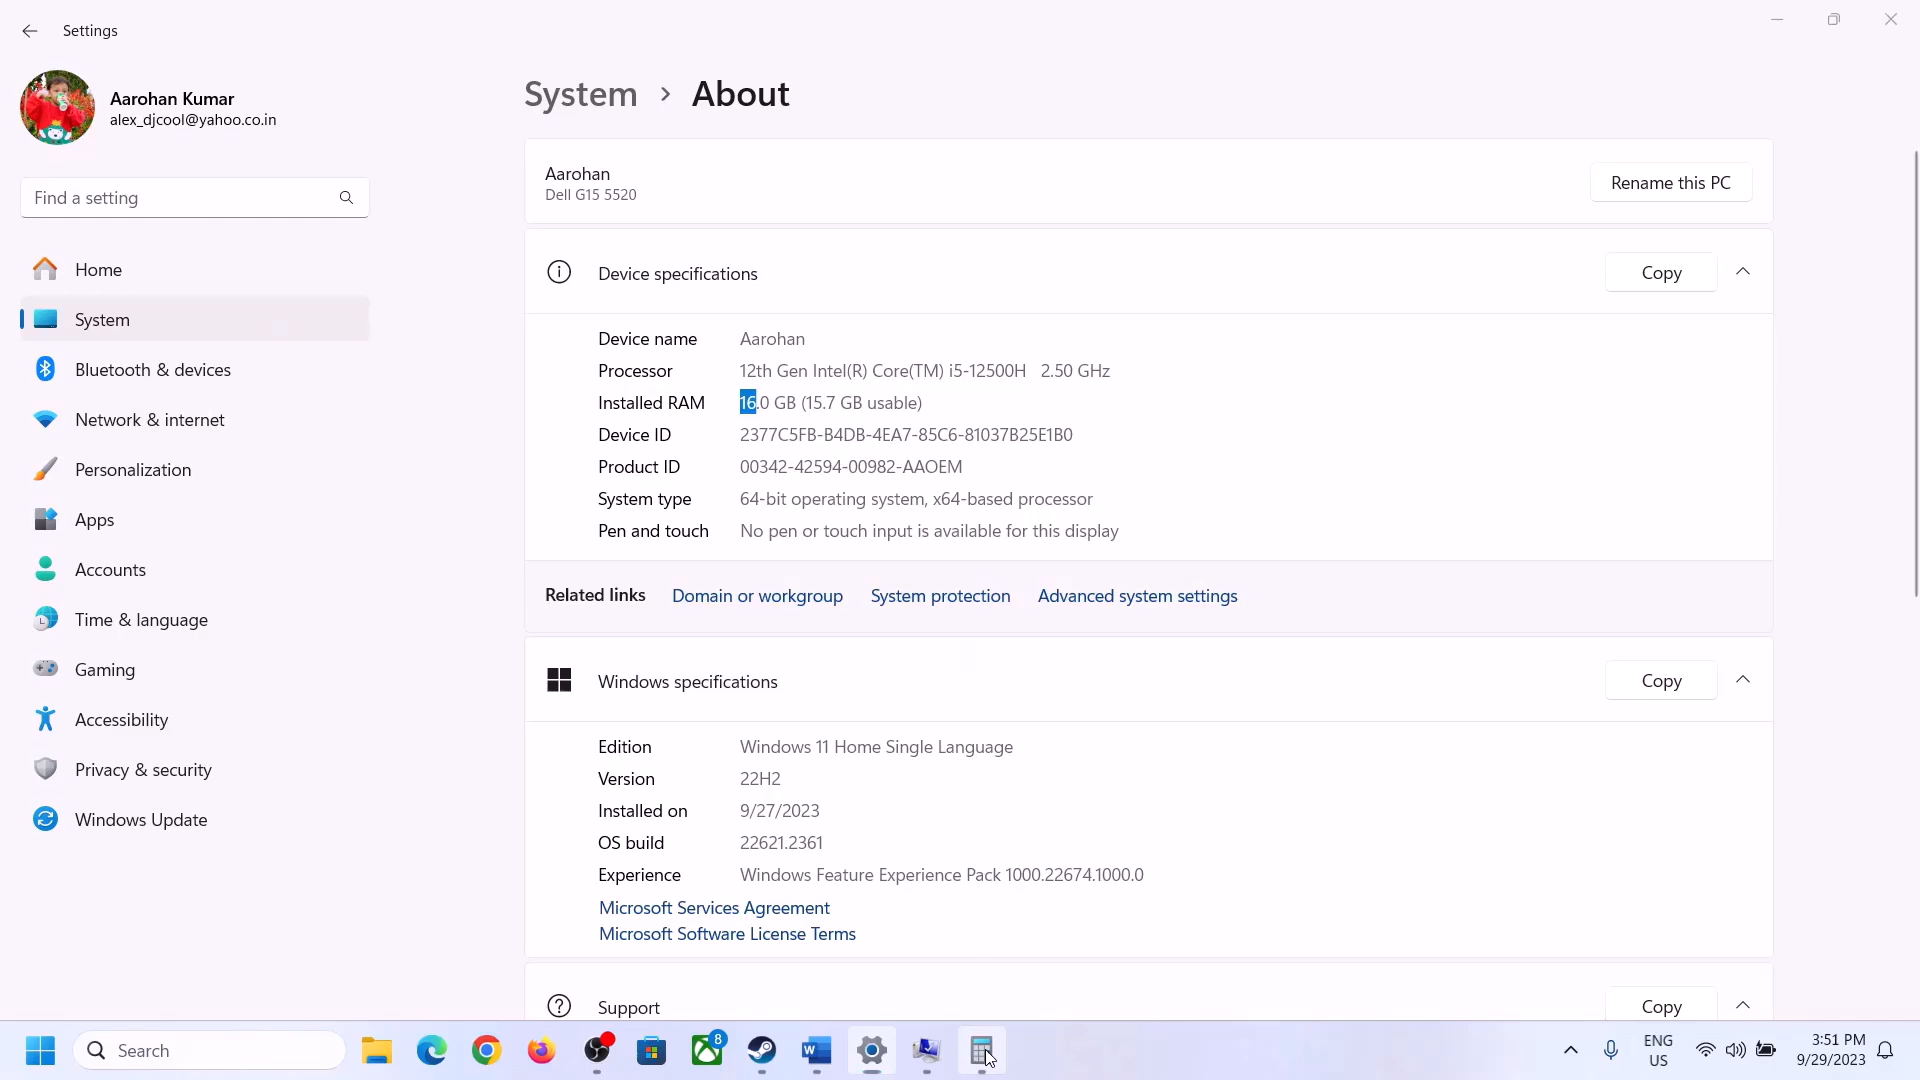 Settings
Aarohan Kumar
alex_djcool@yahoo.co.in
Find a setting
Home
System
Bluetooth & devices
Network & internet
Personalization
Apps
Accounts
Time & language
Gaming
Accessibility
Privacy & security
Windows Update
System > About
Aarohan
Dell G15 5520
Rename this PC
Device specifications
Copy
Device name Aarohan
Processor 12th Gen Intel(R) Core(TM) i5-12500H 2.50 GHz
Installed RAM 16.0 GB (15.7 GB usable)
Device ID 2377C5FB-B4DB-4EA7-85C6-81037B25E1B0
Product ID 00342-42594-00982-AAOEM
System type 64-bit operating system, x64-based processor
Pen and touch No pen or touch input is available for this display
Related links Domain or workgroup System protection Advanced system settings
Windows specifications
Copy
Edition Windows 11 Home Single Language
Version 22H2
Installed on 9/27/2023
OS build 22621.2361
Experience Windows Feature Experience Pack 1000.22674.1000.0
Microsoft Services Agreement
Microsoft Software License Terms
Support
Copy
Search
8
ENG
US
3:51 PM
9/29/2023